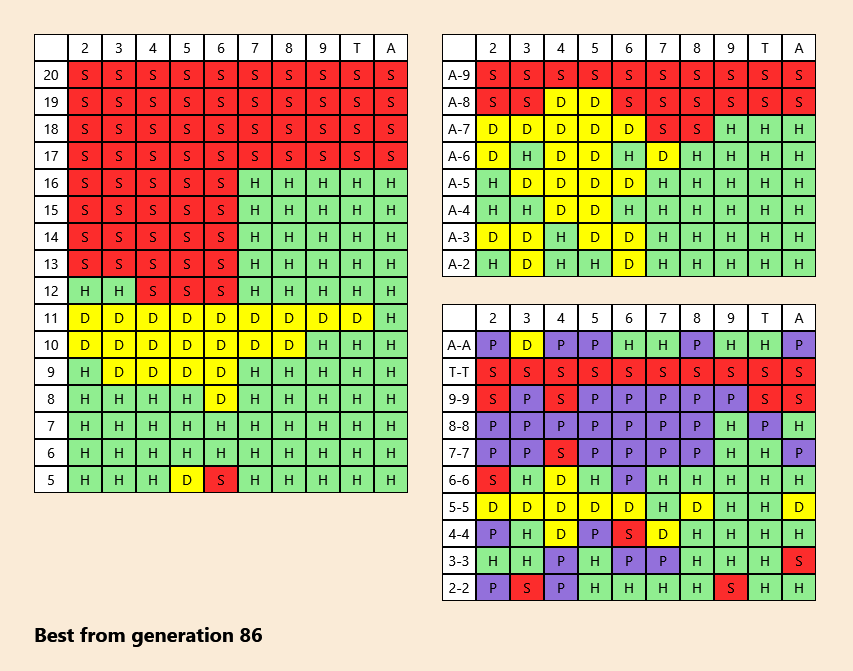 2 3 4 5 6 7 8 9 T A
20 S S S S S S S S S S
19 S S S S S S S S S S
18 S S S S S S S S S S
17 S S S S S S S S S S
16 S S S S S H H H H H
15 S S S S S H H H H H
14 S S S S S H H H H H
13 S S S S S H H H H H
12 H H S S S H H H H H
11 D D D D D D D D D H
10 D D D D D D D H H H
9 H D D D D H H H H H
8 H H H H D H H H H H
7 H H H H H H H H H H
6 H H H H H H H H H H
5 H H H D S H H H H H
2 3 4 5 6 7 8 9 T A
A-9 S S S S S S S S S S
A-8 S S D D S S S S S S
A-7 D D D D D S S H H H
A-6 D H D D H D H H H H
A-5 H D D D D H H H H H
A-4 H H D D H H H H H H
A-3 D D H D D H H H H H
A-2 H D H H D H H H H H
2 3 4 5 6 7 8 9 T A
A-A P D P P H H P H H P
T-T S S S S S S S S S S
9-9 S P S P P P P P S S
8-8 P P P P P P P H P H
7-7 P P S P P P P H H P
6-6 S H D H P H H H H H
5-5 D D D D D H D H H D
4-4 P H D P S D H H H H
3-3 H H P H P P H H H S
2-2 P S P H H H H S H H
Best from generation 86